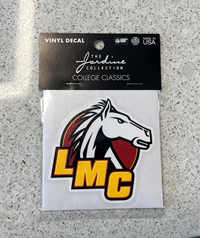 VINYL DECAL
USA
THE
Jardine
COLLECTION
COLLEGE CLASSICS
LMC